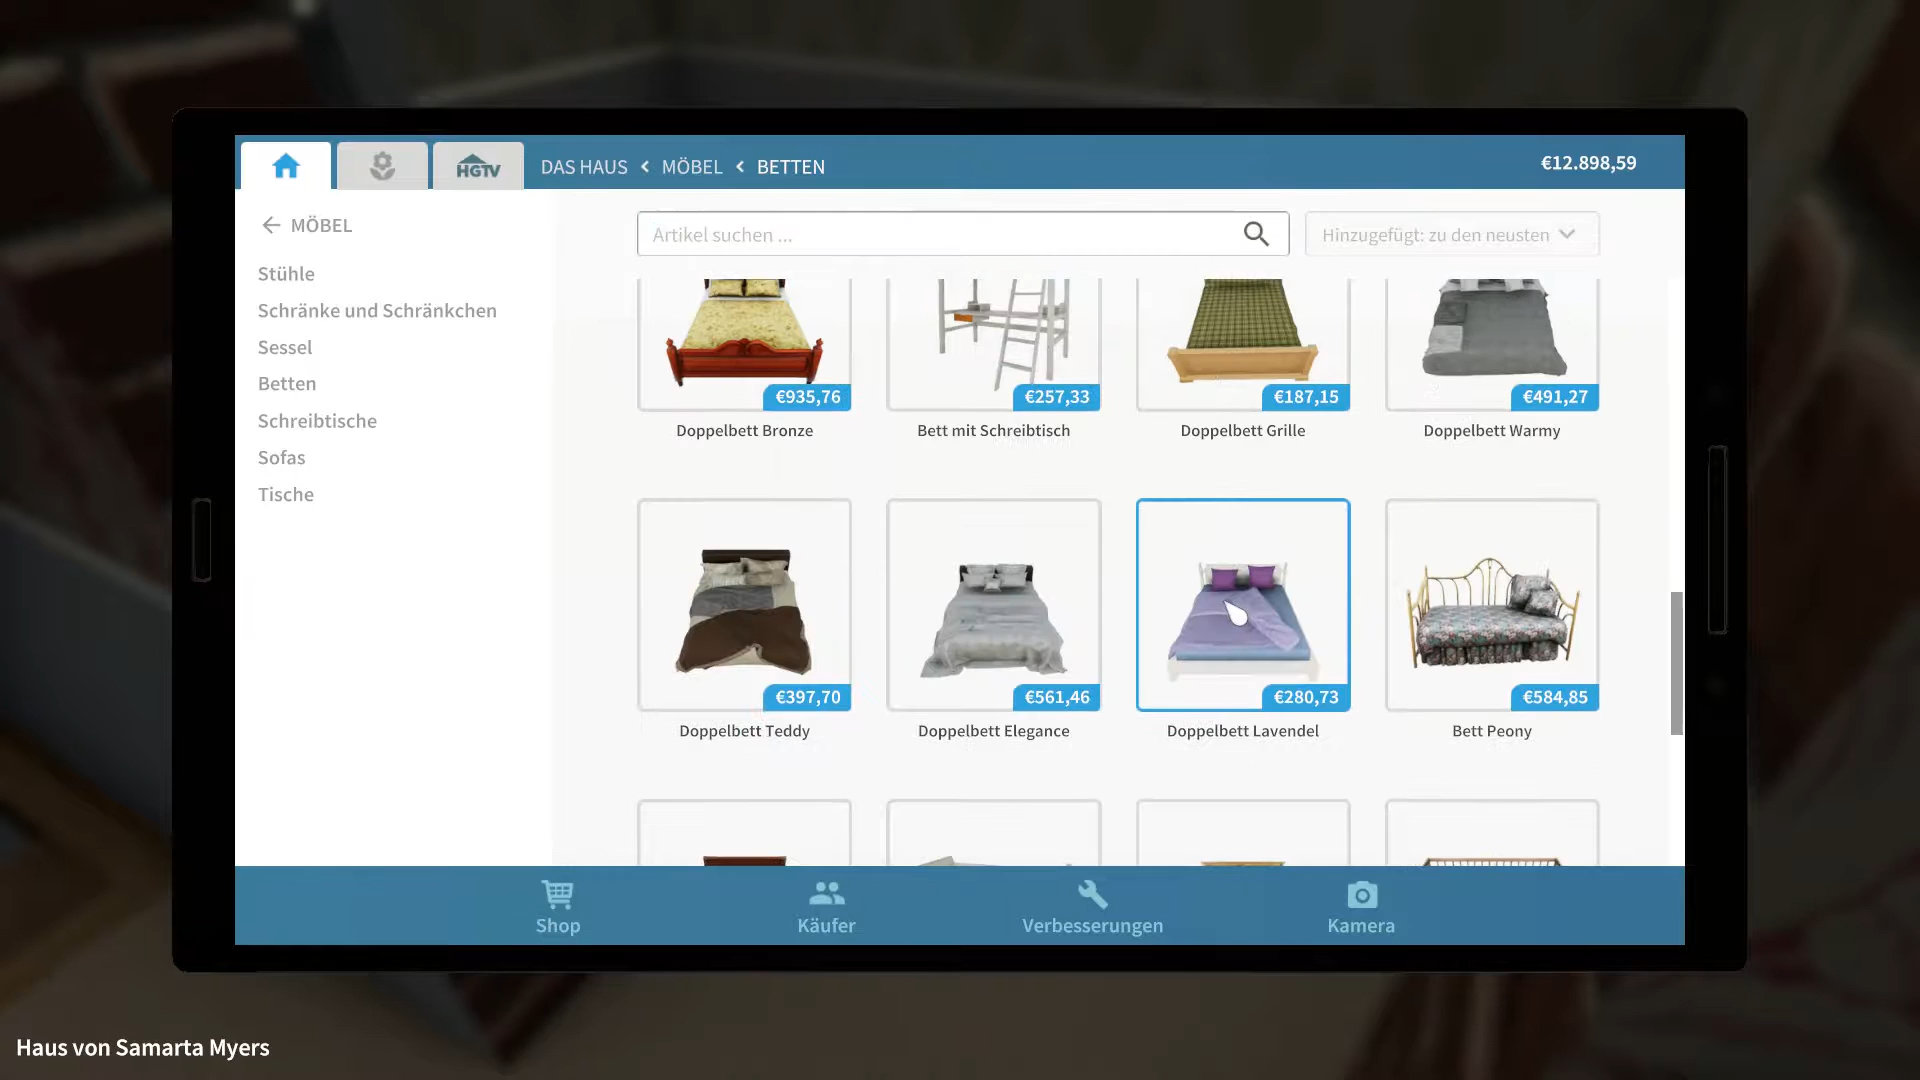 HGTV
DAS HAUS < MÖBEL < BETTEN
€12.898,59
MÖBEL
Stühle
Schränke und Schränkchen
Sessel
Betten
Schreibtische
Sofas
Tische
Artikel suchen ...
Hinzugefügt: zu den neusten
€935,76
€257,33
€187,15
€491,27
Doppelbett Bronze
Bett mit Schreibtisch
Doppelbett Grille
Doppelbett Warmy
€397,70
€561,46
€280,73
€584,85
Doppelbett Teddy
Doppelbett Elegance
Doppelbett Lavendel
Bett Peony
Shop
Käufer
Verbesserungen
Kamera
Haus von Samarta Myers